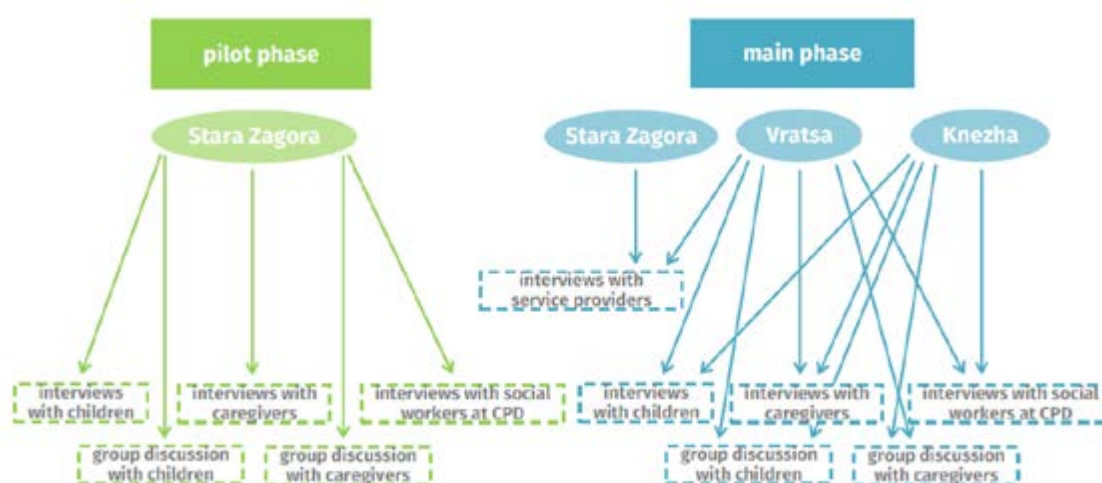 pilot phase
main phase
Stara Zagora
Stara Zagora
Vratsa
Knezha
interviews with
service providers
interviews
with children
interviews with
caregivers
interviews with social
workers at CPD
interviews
with children
interviews with
caregivers
interviews with social
workers at CPD
group discussion
with children
group discussion
with caregivers
group discussion
with children
group discussion
with caregivers